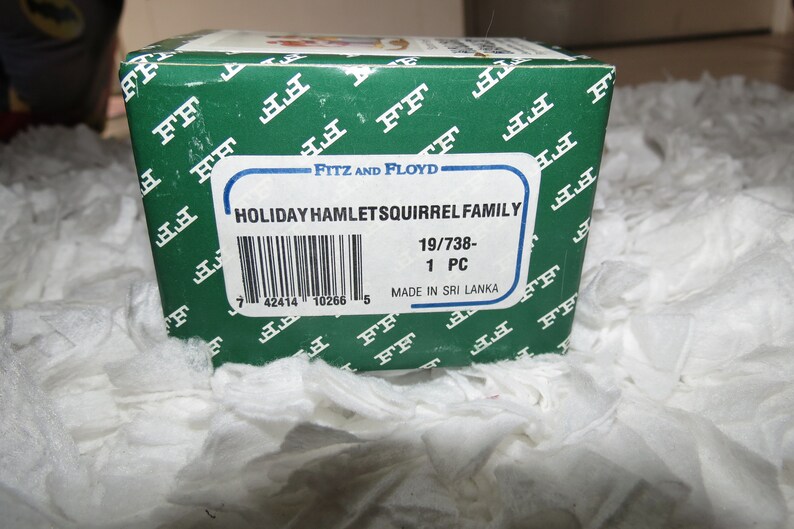 FITZ AND FLOYD
HOLIDAY HAMLET SQUIRREL FAMILY
19/738-
1 PC
MADE IN SRI LANKA
7 42414 10266 5
FF